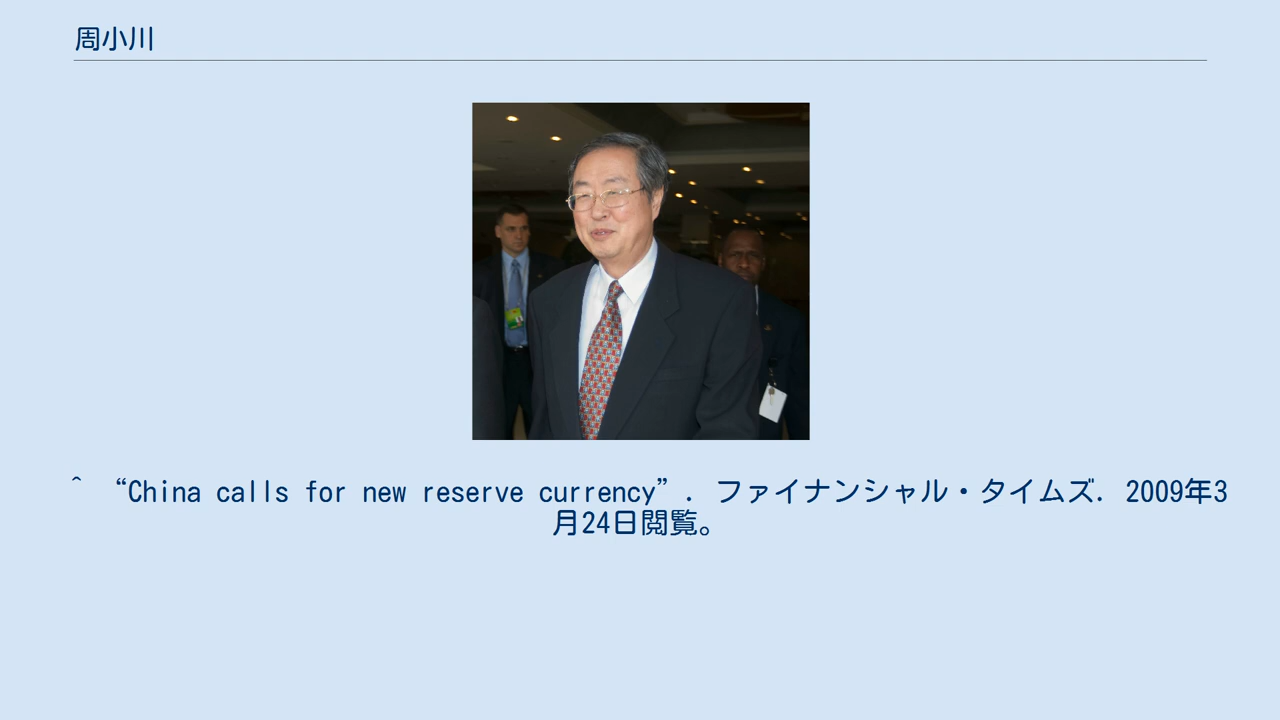 周小川
^ “China calls for new reserve currency”. ファイナンシャル・タイムズ. 2009年3
月24日閲覧。